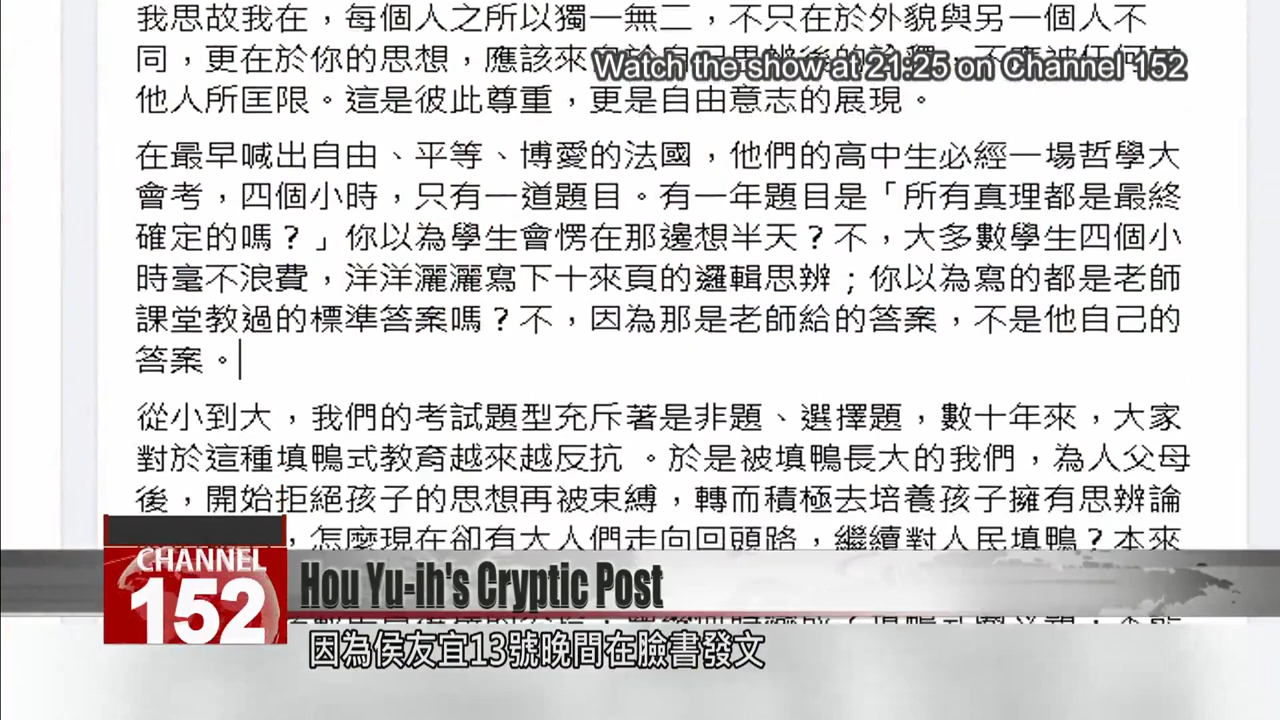 我思故我在，每個人之所以獨一無二，不只在於外貌與另一個人不
同，更在於你的思想，應該來
Watch the show at 21:25 on Channel 152
他人所匡限。這是彼此尊重，更是自由意志的展現。
在最早喊出自由、平等、博愛的法國，他們的高中生必經一場哲學大
會考，四個小時，只有一道題目。有一年題目是「所有真理都是最終
確定的嗎？」你以為學生會愣在那邊想半天？不，大多數學生四個小
時毫不浪費，洋洋灑灑寫下十來頁的邏輯思辨；你以為寫的都是老師
課堂教過的標準答案嗎？不，因為那是老師給的答案，不是他自己的
答案。
從小到大，我們的考試題型充斥著是非題、選擇題，數十年來，大家
對於這種填鴨式教育越來越反抗 。於是被填鴨長大的我們，為人父母
後，開始拒絕孩子的思想再被束縛，轉而積極去培養孩子擁有思辨論
，怎麼現在卻有大人們走向回頭路，繼續對人民填鴨？本來
CHANNEL
152
Hou Yu-ih's Cryptic Post
因為侯友宜13號晚間在臉書發文